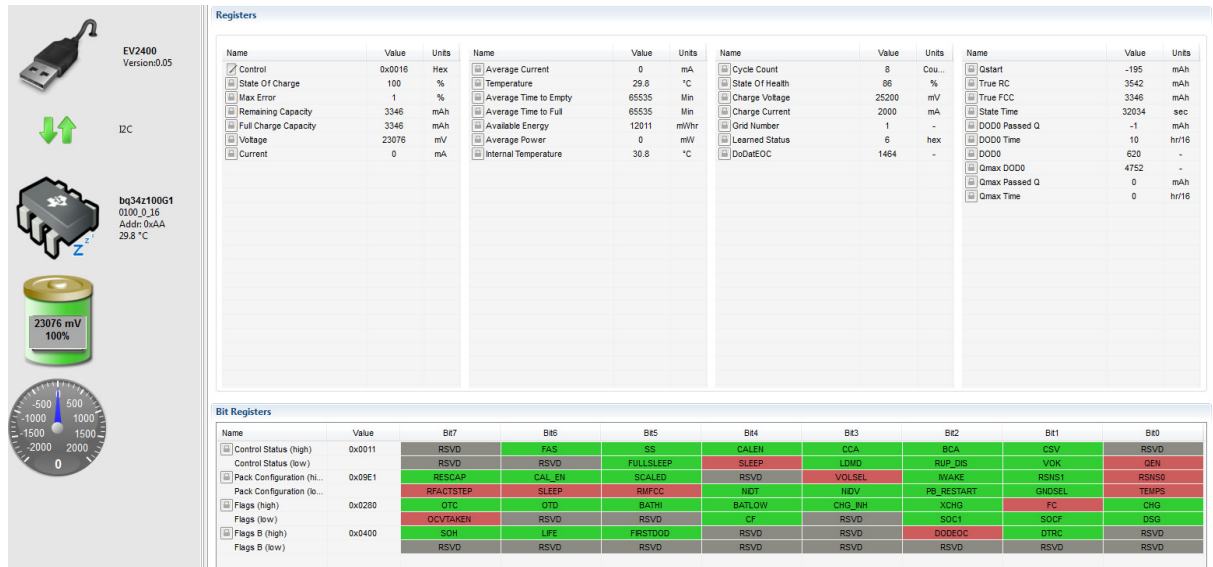 EV2400
Version:0.05
I2C
bq34z100G1
0100_0_16
Addr: 0xAA
29.8 °C
Z z z
23076 mV
100%
0
-500 500
-1000 1000
-1500 1500
-2000 2000
0
Registers
Name Value Units Name Value Units Name Value Units Name Value Units
Control 0x0016 Hex Average Current 0 mA Cycle Count 8 Cou... Qstart -195 mAh
State Of Charge 100 % Temperature 29.8 °C State Of Health 86 % True RC 3542 mAh
Max Error 1 % Average Time to Empty 65535 Min Charge Voltage 25200 mV True FCC 3346 mAh
Remaining Capacity 3346 mAh Average Time to Full 65535 Min Charge Current 2000 mA State Time 32034 sec
Full Charge Capacity 3346 mAh Available Energy 12011 mWhr Grid Number 1 - DOD0 Passed Q -1 mAh
Voltage 23076 mV Average Power 0 mW Learned Status 6 hex DOD0 Time 10 hr/16
Current 0 mA Internal Temperature 30.8 °C DoDatEOC 1464 - DOD0 620 -
Qmax DOD0 4752 -
Qmax Passed Q 0 mAh
Qmax Time 0 hr/16
Bit Registers
Name Value Bit7 Bit6 Bit5 Bit4 Bit3 Bit2 Bit1 Bit0
Control Status (high) 0x0011 RSVD FAS SS CALEN CCA BCA CSV RSVD
Control Status (low) RSVD RSVD FULLSLEEP SLEEP LDMD RUP_DIS VOK QEN
Pack Configuration (hi... 0x09E1 RESCAP CAL_EN SCALED RSVD VOLSEL IWAKE RSNS1 RSNS0
Pack Configuration (lo... RFACTSTEP SLEEP RMFCC NiDT NiDV PB_RESTART GNDSEL TEMPS
Flags (high) 0x0280 OTC OTD BATHI BATLOW CHG_INH XCHG FC CHG
Flags (low) OCVTAKEN RSVD RSVD CF RSVD SOC1 SOCF DSG
Flags B (high) 0x0400 SOH LIFE FIRSTDOD RSVD RSVD DODEOC DTRC RSVD
Flags B (low) RSVD RSVD RSVD RSVD RSVD RSVD RSVD RSVD